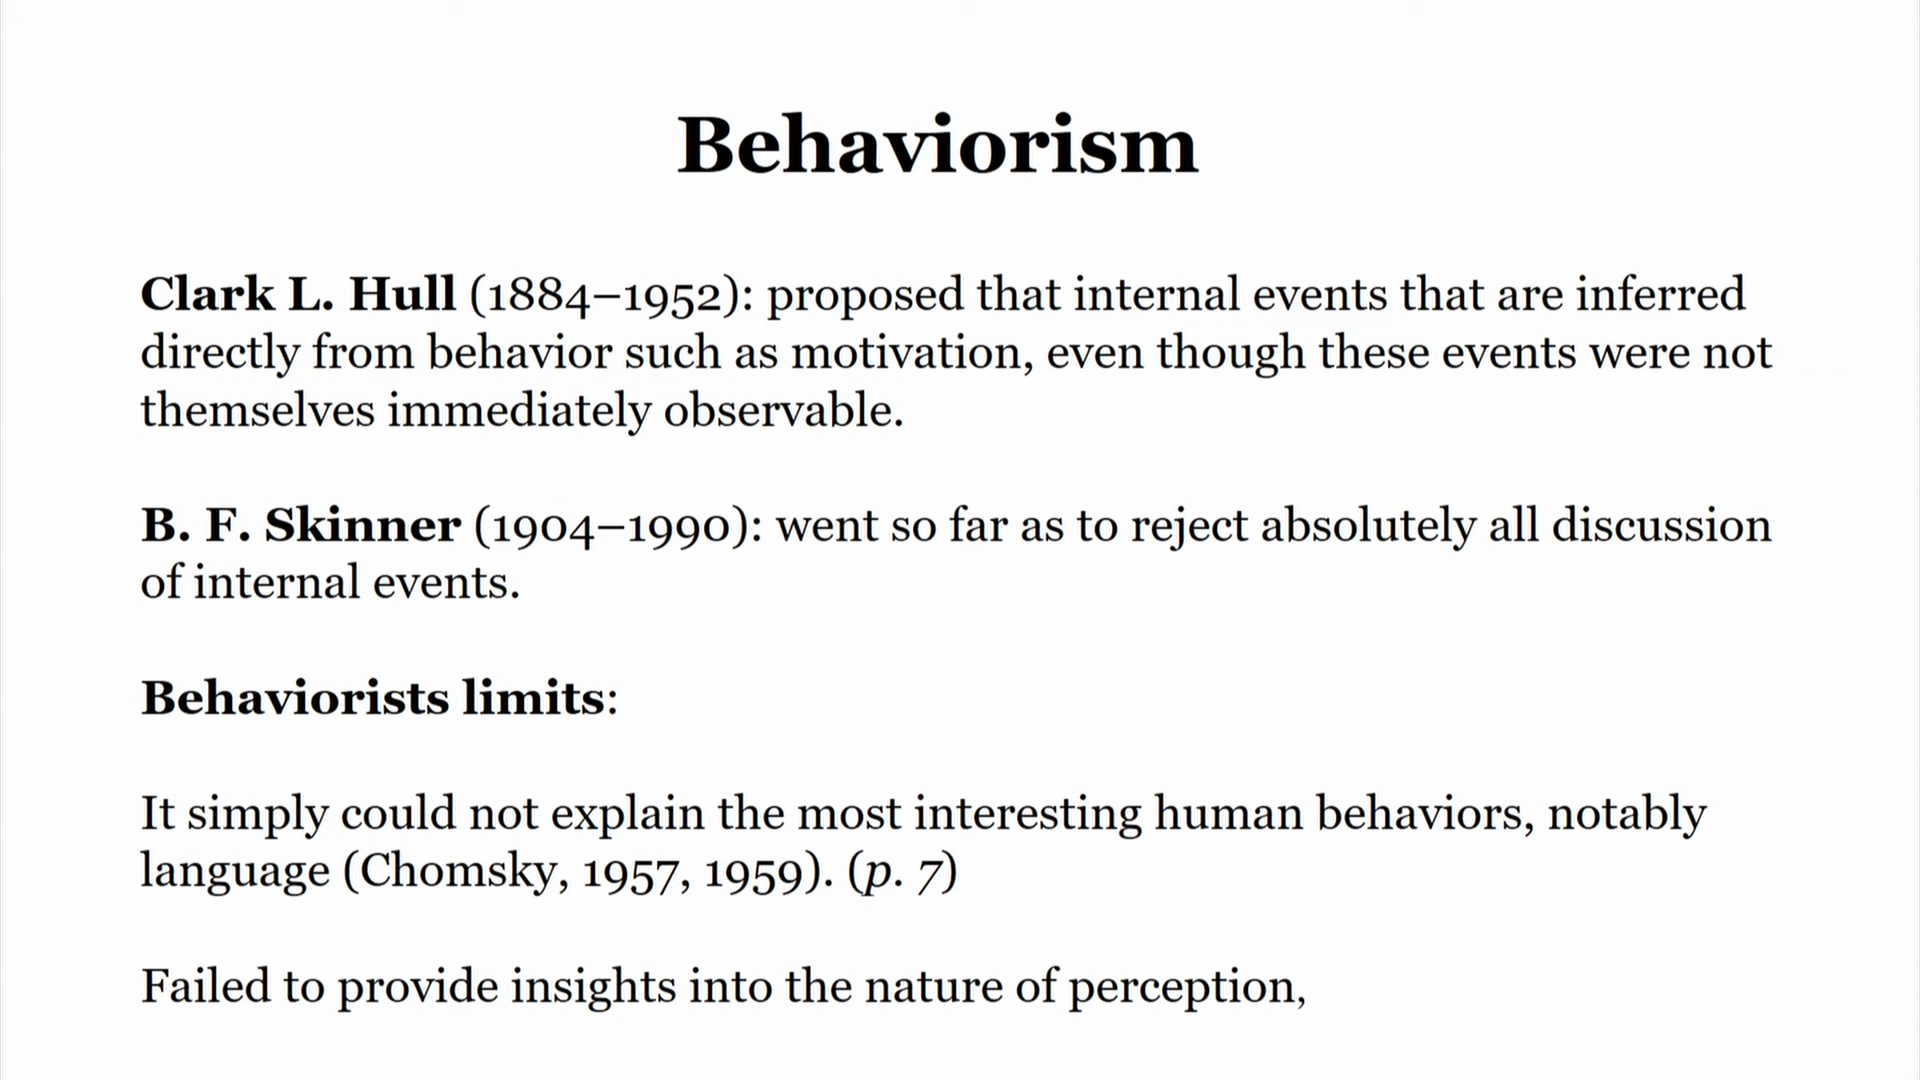 Behaviorism
Clark L. Hull (1884–1952): proposed that internal events that are inferred
directly from behavior such as motivation, even though these events were not
themselves immediately observable.
B. F. Skinner (1904–1990): went so far as to reject absolutely all discussion
of internal events.
Behaviorists limits:
It simply could not explain the most interesting human behaviors, notably
language (Chomsky, 1957, 1959). (p. 7)
Failed to provide insights into the nature of perception,